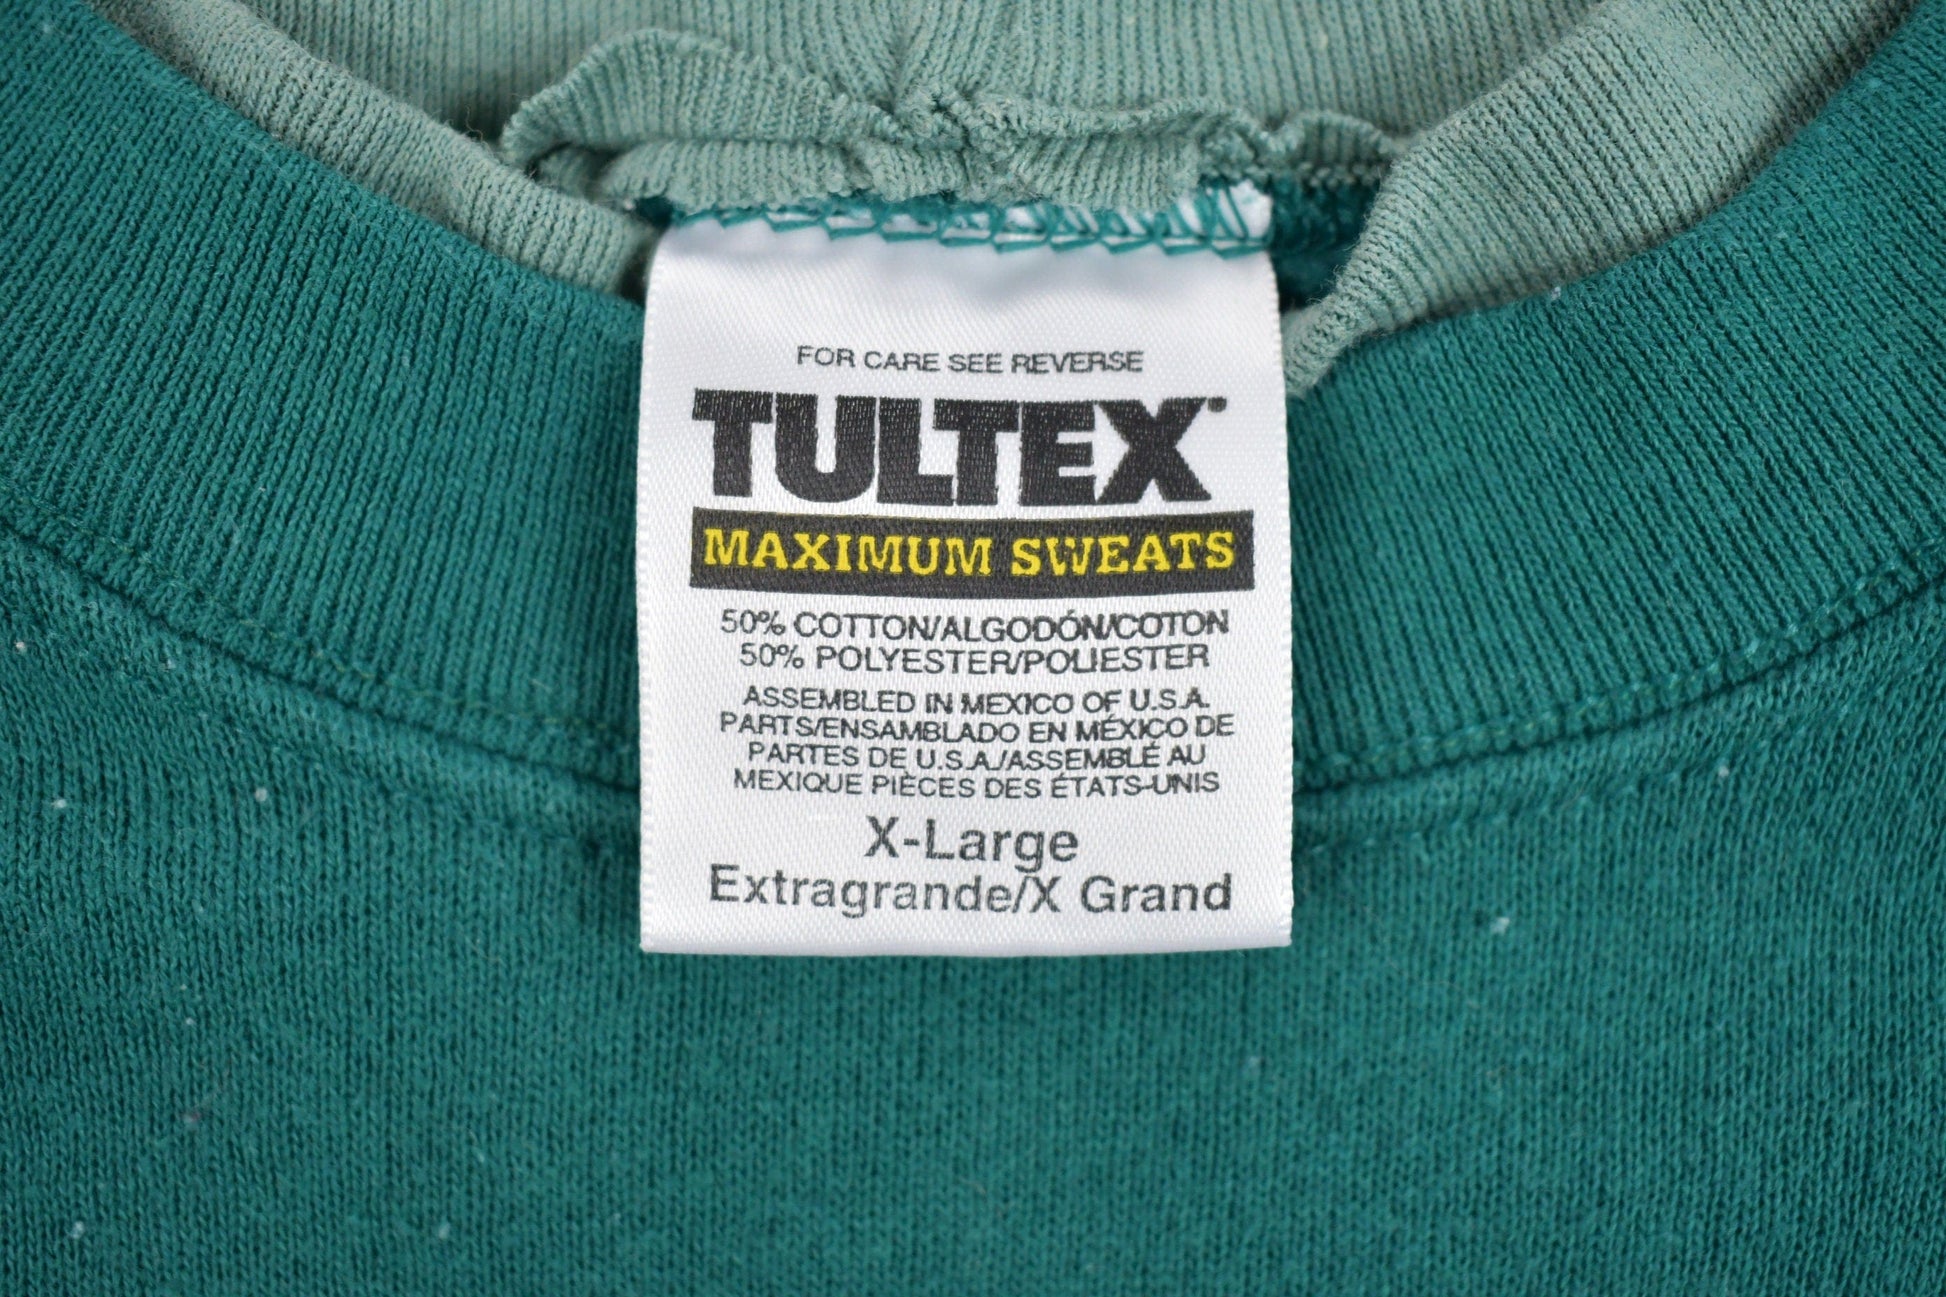 FOR CARE SEE REVERSE
TULTEX®
MAXIMUM SWEATS
50% COTTON/ALGODÓN/COTON
50% POLYESTER/POLIESTER
ASSEMBLED IN MEXICO OF U.S.A.
PARTS/ENSAMBLADO EN MÉXICO DE
PARTES DE U.S.A./ASSEMBLÉ AU
MEXIQUE PIÈCES DES ÉTATS-UNIS
X-Large
Extragrande/X Grand